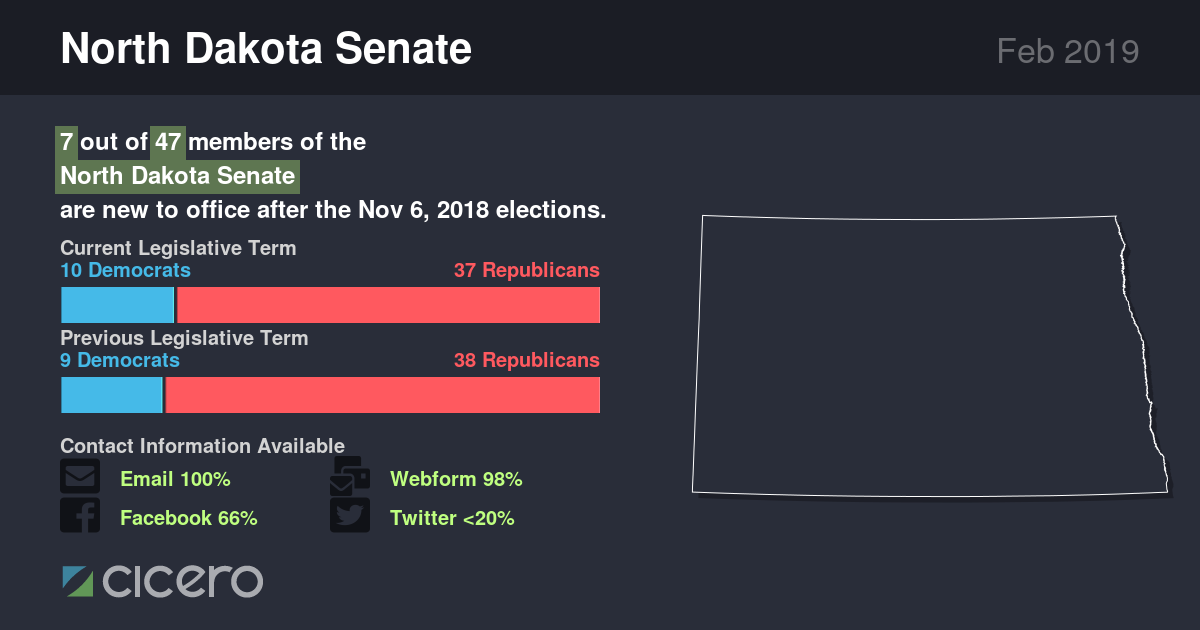 North Dakota Senate
Feb 2019
7 out of 47 members of the
North Dakota Senate
are new to office after the Nov 6, 2018 elections.
Current Legislative Term
10 Democrats 37 Republicans
Previous Legislative Term
9 Democrats 38 Republicans
Contact Information Available
Email 100% Webform 98%
Facebook 66% Twitter <20%
cicero